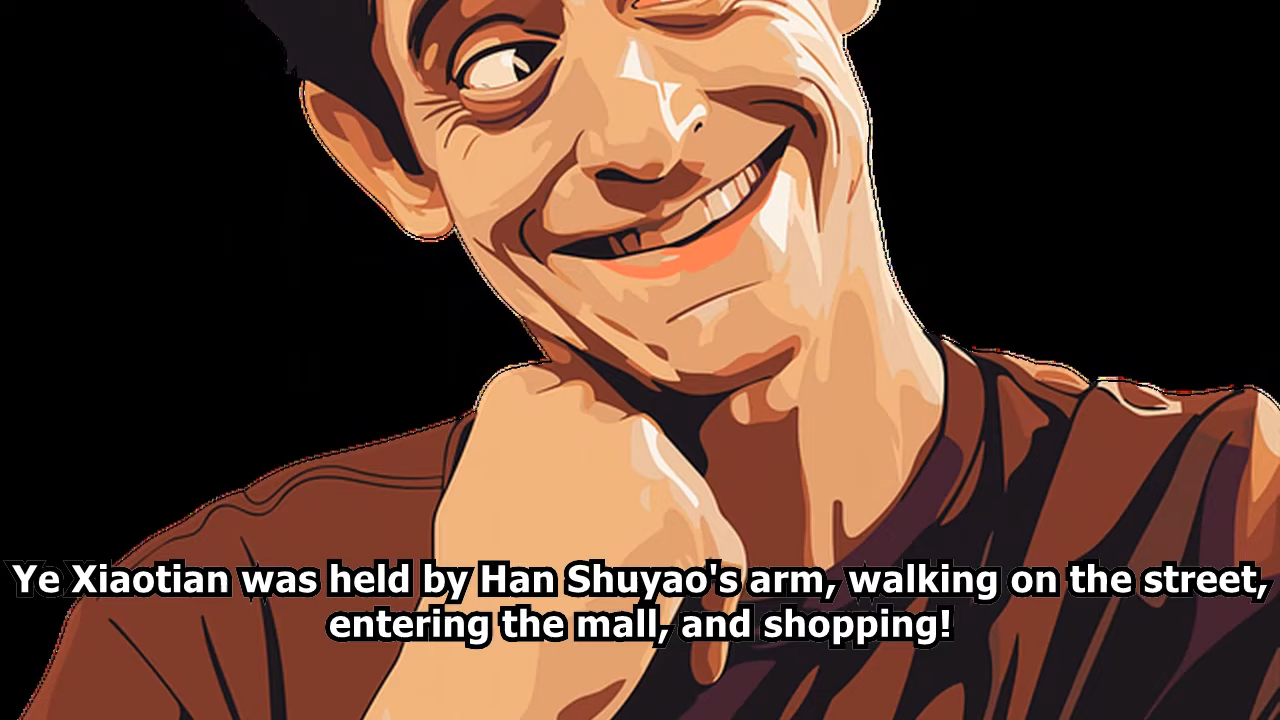 Ye Xiaotian was held by Han Shuyao's arm, walking on the street,
entering the mall, and shopping!